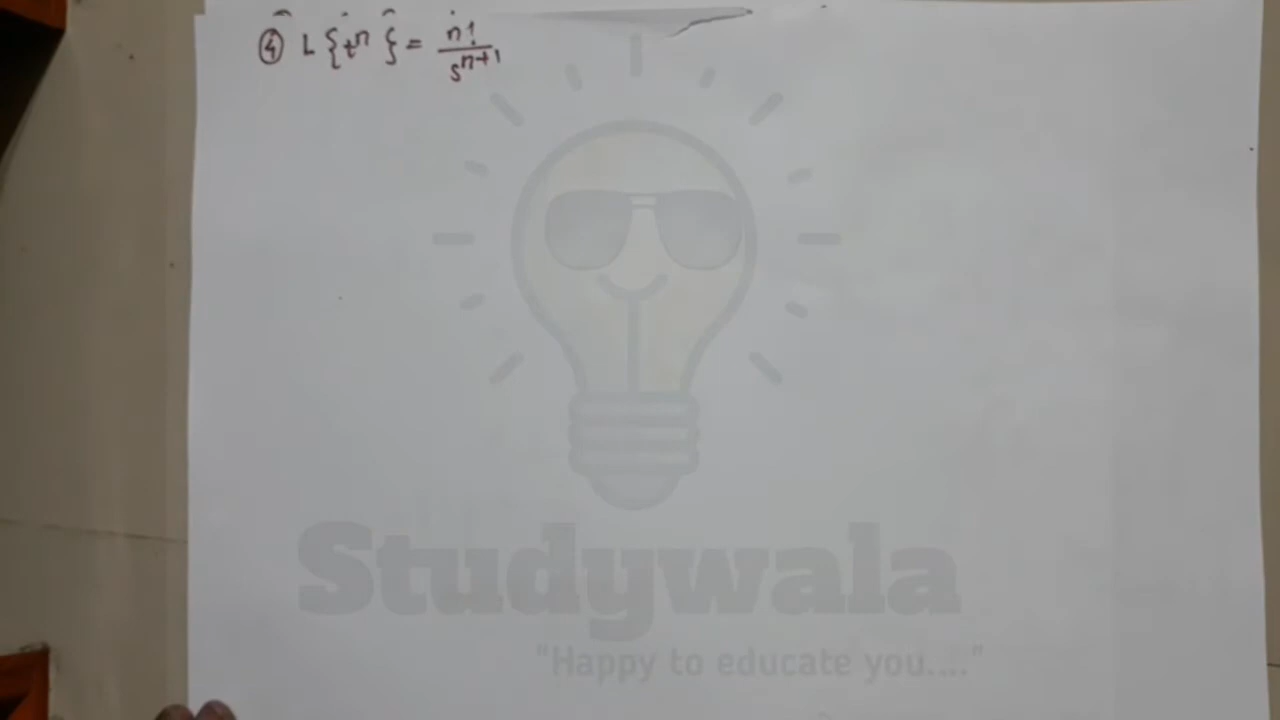 ④ L{tⁿ} = n!/sⁿ⁺¹
Studywala
"Happy to educate you...."